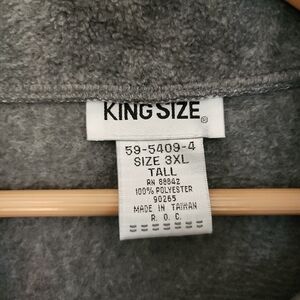 KINGSIZE®
59-5409-4
SIZE 3XL
TALL
RN 88842
100% POLYESTER
90265
MADE IN TAIWAN
R. O. C.